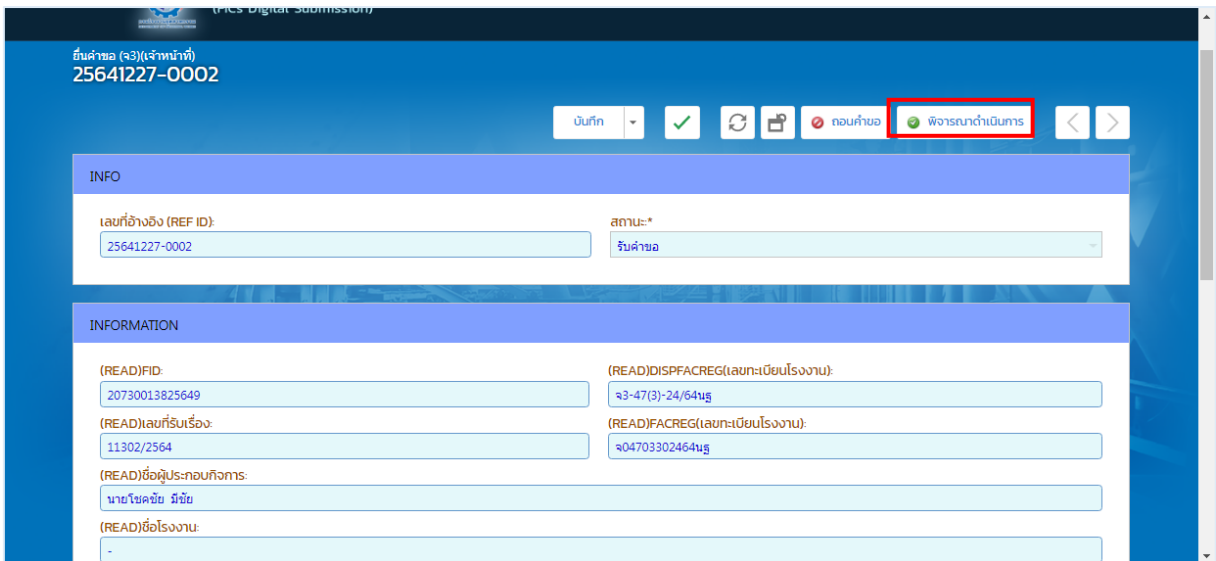 (FICs Digital Submission)
ยื่นคำขอ (จ3)(เจ้าหน้าที่)
25641227-0002
บันทึก ถอนคำขอ พิจารณาดำเนินการ
INFO
เลขที่อ้างอิง (REF ID): สถานะ:*
25641227-0002 รับคำขอ
INFORMATION
(READ)FID: (READ)DISPFACREG(เลขทะเบียนโรงงาน):
20730013825649 จ3-47(3)-24/64นฐ
(READ)เลขที่รับเรื่อง: (READ)FACREG(เลขทะเบียนโรงงาน):
11302/2564 จ04703302464นฐ
(READ)ชื่อผู้ประกอบกิจการ:
นายโชคชัย มีชัย
(READ)ชื่อโรงงาน:
-